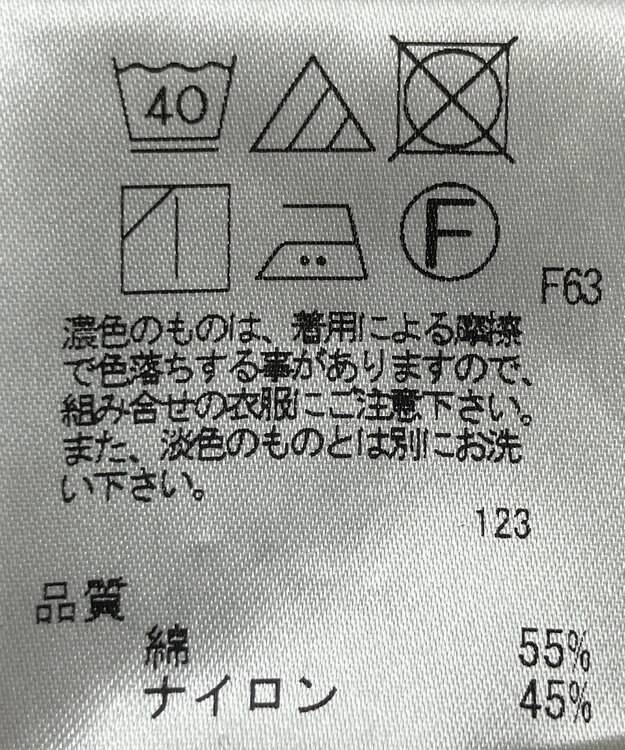 40
F
F63
濃色のものは、着用による摩擦
で色落ちする事がありますので、
組み合せの衣服にご注意下さい。
また、淡色のものとは別にお洗
い下さい。
123
品質
綿 55%
ナイロン 45%